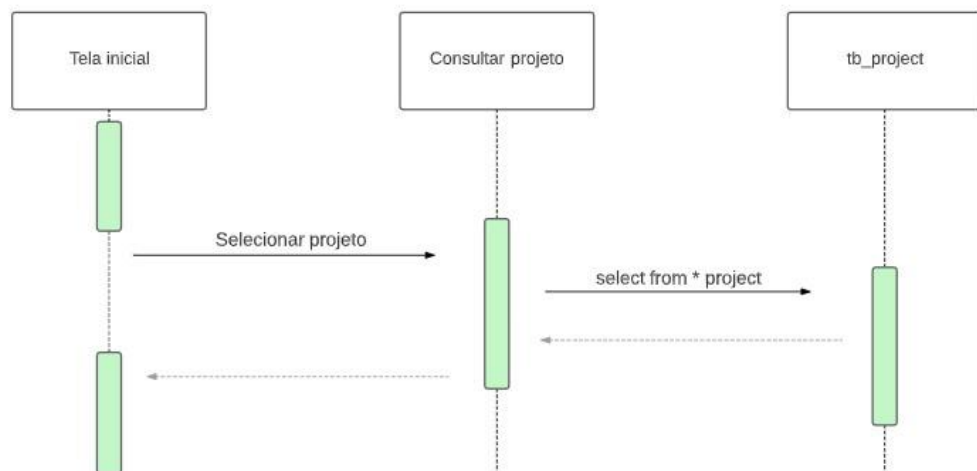 Tela inicial
Consultar projeto
tb_project
Selecionar projeto
select from * project